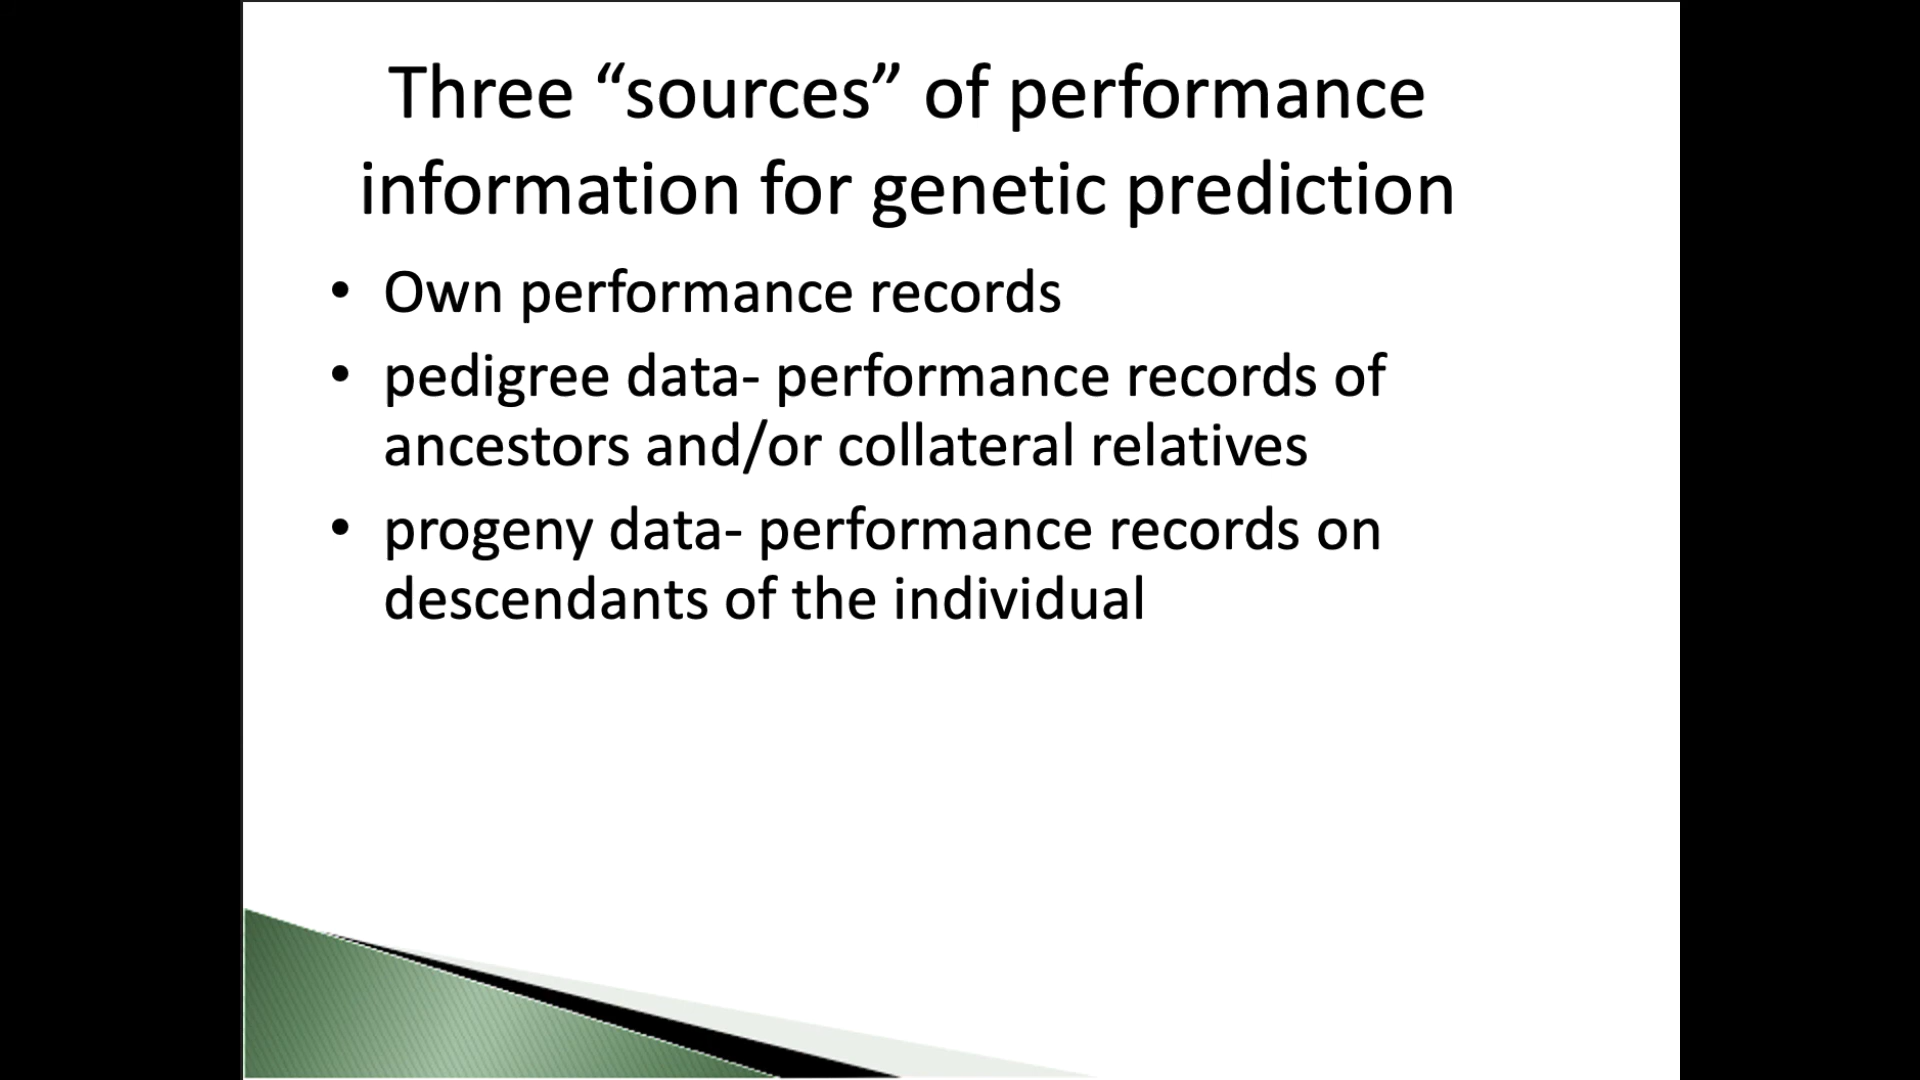 Three “sources” of performance
information for genetic prediction
• Own performance records
• pedigree data- performance records of
ancestors and/or collateral relatives
• progeny data- performance records on
descendants of the individual